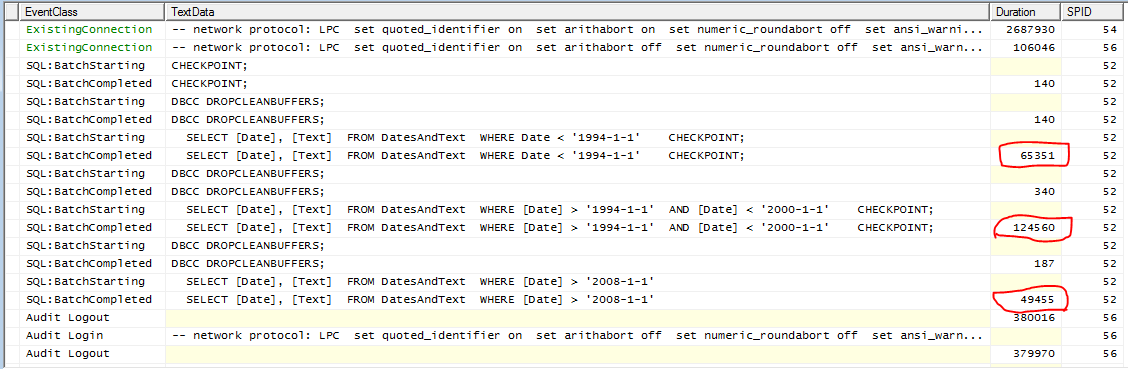 EventClass TextData Duration SPID
ExistingConnection -- network protocol: LPC set quoted_identifier on set arithabort on set numeric_roundabort off set ansi_warni... 2687930 54
ExistingConnection -- network protocol: LPC set quoted_identifier on set arithabort off set numeric_roundabort off set ansi_warn... 106046 56
SQL:BatchStarting CHECKPOINT; 52
SQL:BatchCompleted CHECKPOINT; 140 52
SQL:BatchStarting DBCC DROPCLEANBUFFERS; 52
SQL:BatchCompleted DBCC DROPCLEANBUFFERS; 140 52
SQL:BatchStarting SELECT [Date], [Text] FROM DatesAndText WHERE Date < '1994-1-1' CHECKPOINT; 52
SQL:BatchCompleted SELECT [Date], [Text] FROM DatesAndText WHERE Date < '1994-1-1' CHECKPOINT; 65351 52
SQL:BatchStarting DBCC DROPCLEANBUFFERS; 52
SQL:BatchCompleted DBCC DROPCLEANBUFFERS; 340 52
SQL:BatchStarting SELECT [Date], [Text] FROM DatesAndText WHERE [Date] > '1994-1-1' AND [Date] < '2000-1-1' CHECKPOINT; 52
SQL:BatchCompleted SELECT [Date], [Text] FROM DatesAndText WHERE [Date] > '1994-1-1' AND [Date] < '2000-1-1' CHECKPOINT; 124560 52
SQL:BatchStarting DBCC DROPCLEANBUFFERS; 52
SQL:BatchCompleted DBCC DROPCLEANBUFFERS; 187 52
SQL:BatchStarting SELECT [Date], [Text] FROM DatesAndText WHERE [Date] > '2008-1-1' 52
SQL:BatchCompleted SELECT [Date], [Text] FROM DatesAndText WHERE [Date] > '2008-1-1' 49455 52
Audit Logout 380016 56
Audit Login -- network protocol: LPC set quoted_identifier on set arithabort off set numeric_roundabort off set ansi_warn... 56
Audit Logout 379970 56